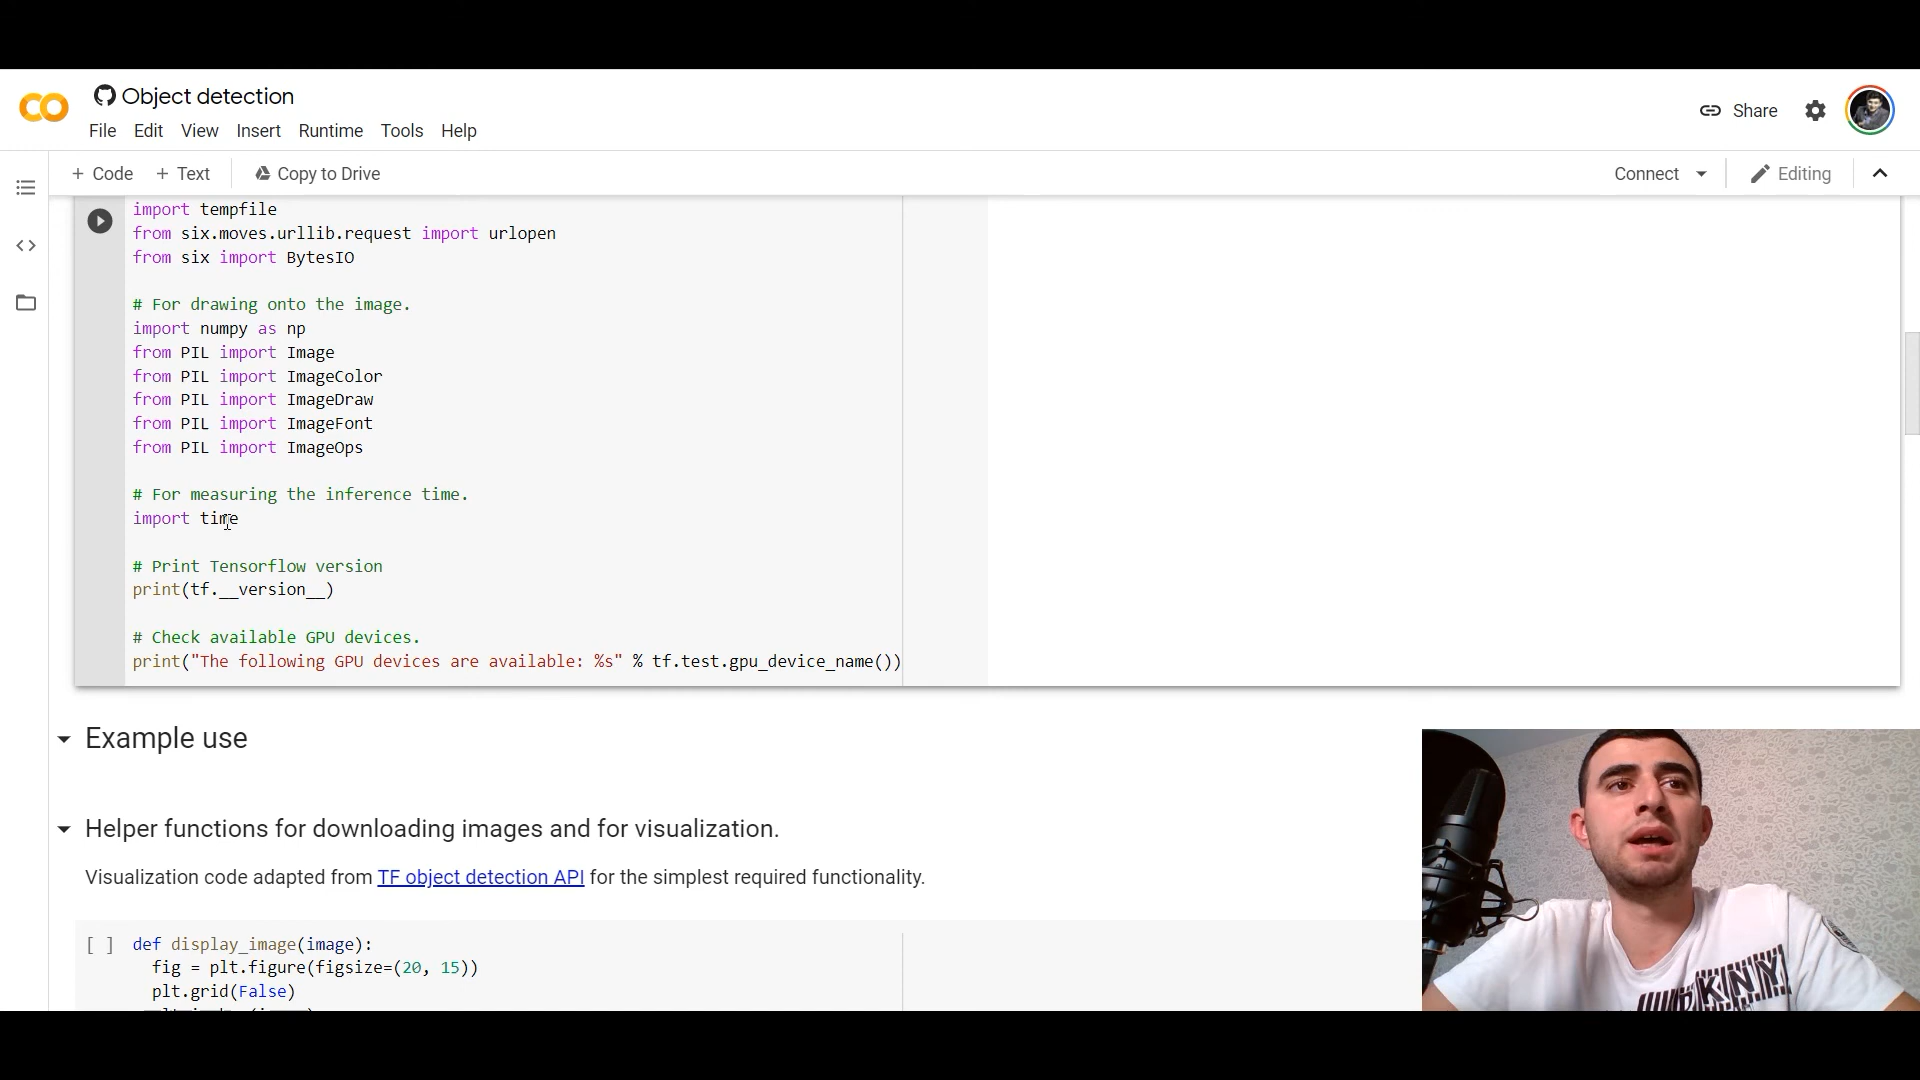 Object detection
File Edit View Insert Runtime Tools Help
Share
+ Code + Text Copy to Drive
Connect Editing
import tempfile
from six.moves.urllib.request import urlopen
from six import BytesIO
# For drawing onto the image.
import numpy as np
from PIL import Image
from PIL import ImageColor
from PIL import ImageDraw
from PIL import ImageFont
from PIL import ImageOps
# For measuring the inference time.
import time
# Print Tensorflow version
print(tf.__version__)
# Check available GPU devices.
print("The following GPU devices are available: %s" % tf.test.gpu_device_name())
Example use
Helper functions for downloading images and for visualization.
Visualization code adapted from TF object detection API for the simplest required functionality.
[ ] def display_image(image):
fig = plt.figure(figsize=(20, 15))
plt.grid(False)
DKNY